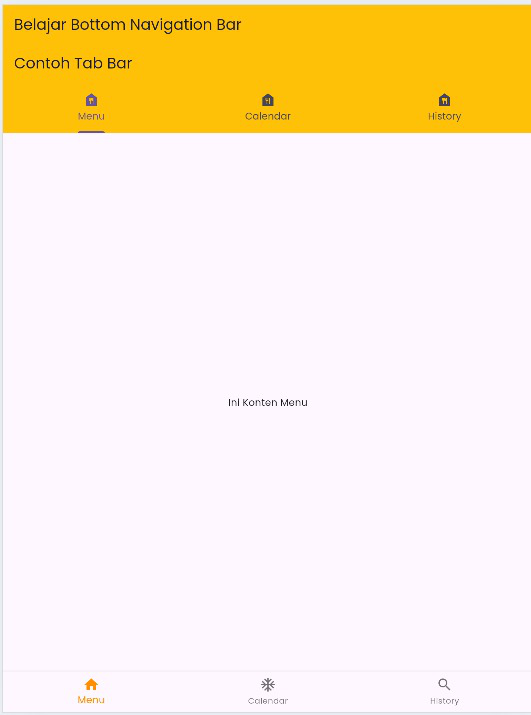 Belajar Bottom Navigation Bar
Contoh Tab Bar
Menu Calendar History
Ini Konten Menu
Menu Calendar History